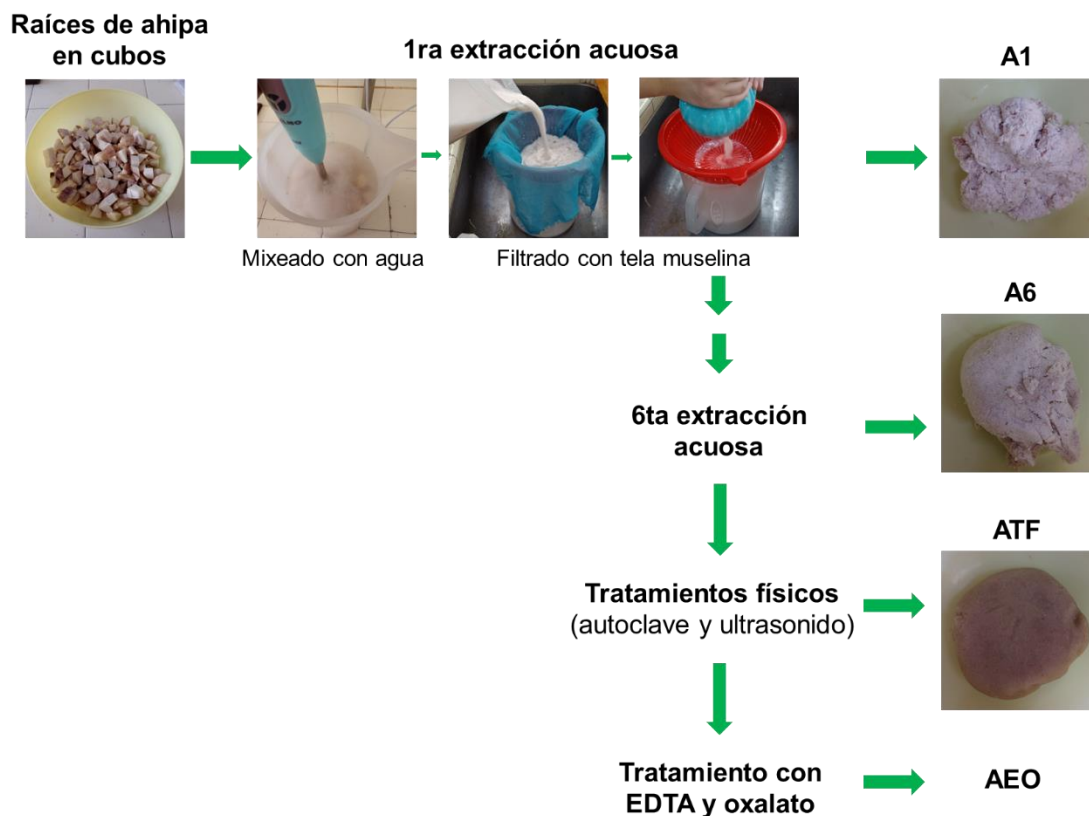 Raíces de ahipa
en cubos
1ra extracción acuosa
A1
Mixeado con agua
Filtrado con tela muselina
A6
6ta extracción
acuosa
ATF
Tratamientos físicos
(autoclave y ultrasonido)
Tratamiento con
EDTA y oxalato
AEO